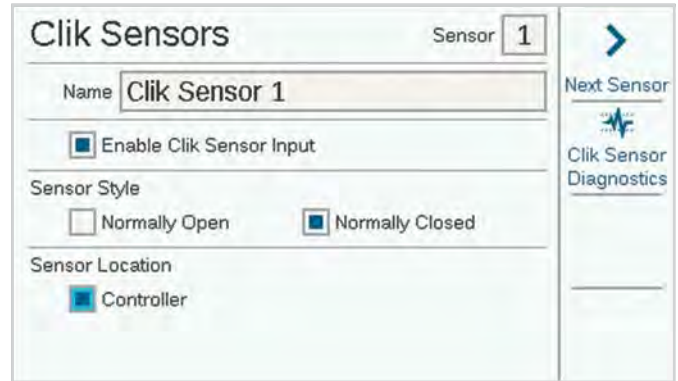 Clik Sensors
Sensor 1
Name Clik Sensor 1
Enable Clik Sensor Input
Sensor Style
Normally Open Normally Closed
Sensor Location
Controller
Next Sensor
Clik Sensor
Diagnostics